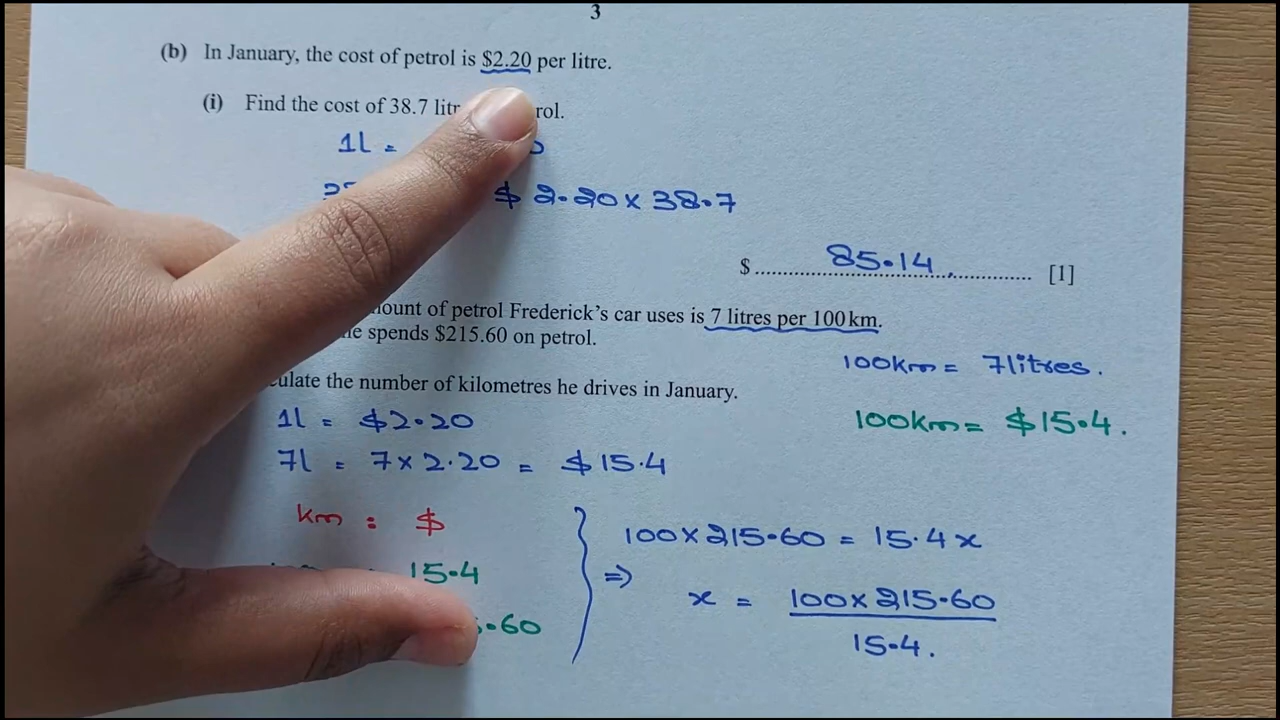 3
(b) In January, the cost of petrol is $2.20 per litre.
(i) Find the cost of 38.7 rol.
1l =
$ 2.20 x 38.7
$ 85.14 [1]
of petrol Frederick's car uses is 7 litres per 100 km.
spends $215.60 on petrol.
100km = 7litres.
the number of kilometres he drives in January.
1l = $2.20
100km = $15.4.
7l = 7 x 2.20 = $15.4
km : $
100 x 215.60 = 15.4 x
15.4
⇒
x = 100 x 215.60
.60
15.4.